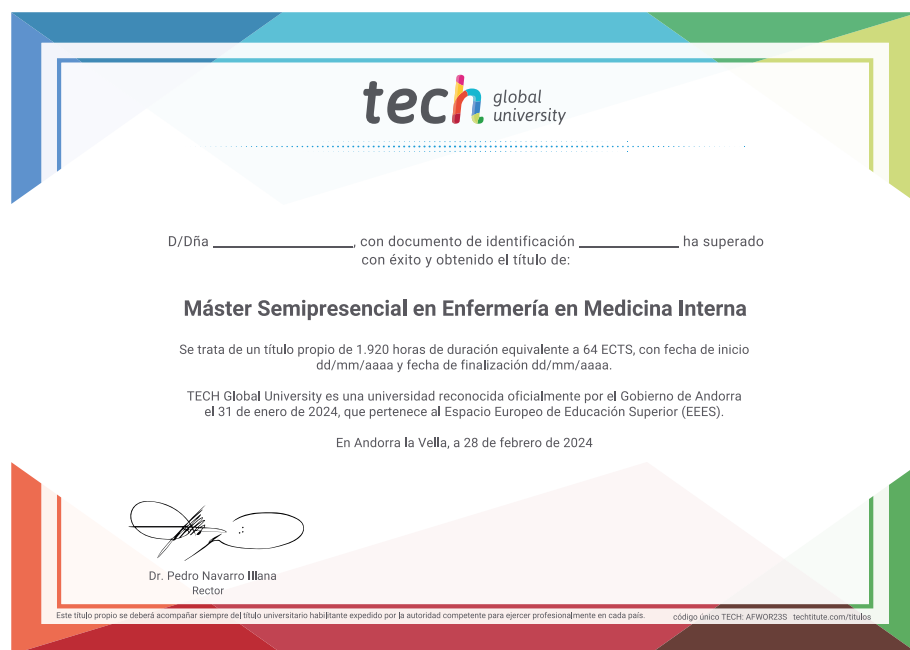 tech global university
D/Dña ________________, con documento de identificación ____________ ha superado
con éxito y obtenido el título de:
Máster Semipresencial en Enfermería en Medicina Interna
Se trata de un título propio de 1.920 horas de duración equivalente a 64 ECTS, con fecha de inicio
dd/mm/aaaa y fecha de finalización dd/mm/aaaa.
TECH Global University es una universidad reconocida oficialmente por el Gobierno de Andorra
el 31 de enero de 2024, que pertenece al Espacio Europeo de Educación Superior (EEES).
En Andorra la Vella, a 28 de febrero de 2024
Dr. Pedro Navarro Illana
Rector
Este título propio se deberá acompañar siempre del título universitario habilitante expedido por la autoridad competente para ejercer profesionalmente en cada país.
código único TECH: AFWOR23S techtitute.com/titulos